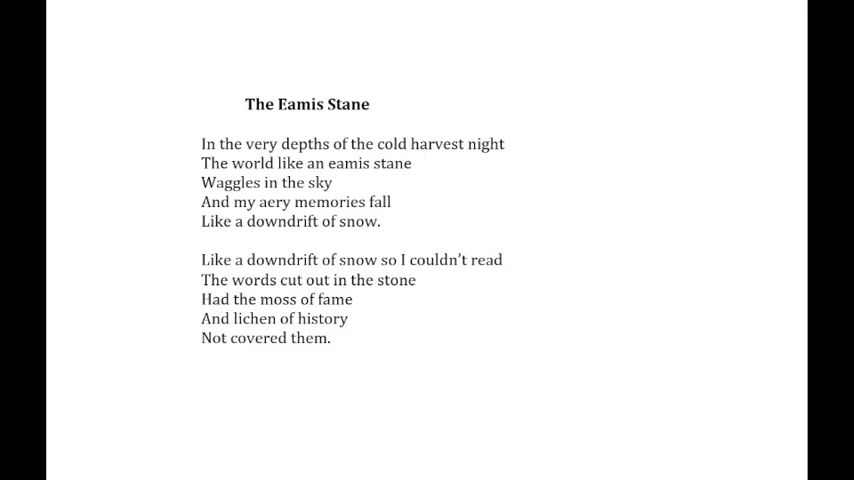 The Eamis Stane
In the very depths of the cold harvest night
The world like an eamis stane
Waggles in the sky
And my aery memories fall
Like a downdrift of snow.
Like a downdrift of snow so I couldn’t read
The words cut out in the stone
Had the moss of fame
And lichen of history
Not covered them.